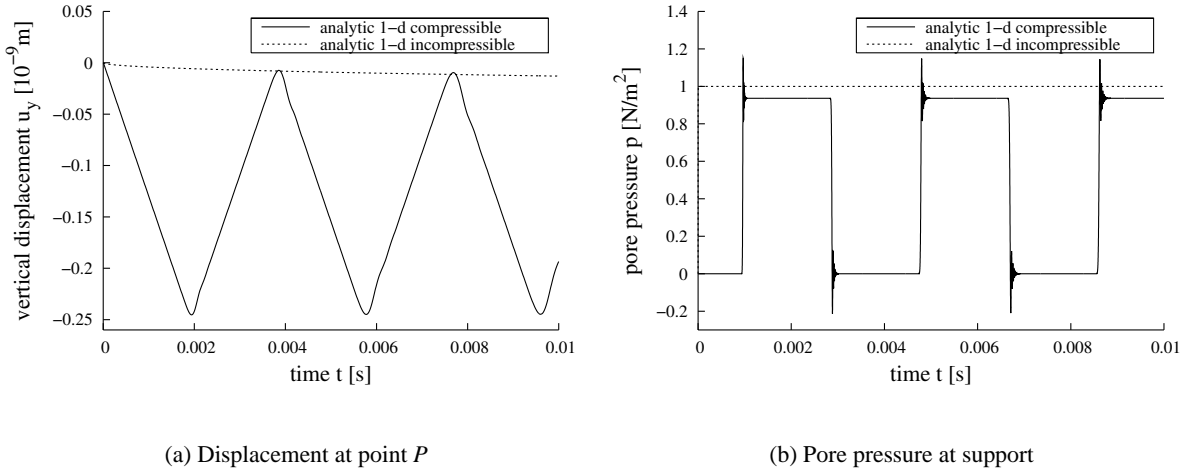 analytic 1−d compressible
analytic 1−d incompressible
0.05
0
−0.05
−0.1
−0.15
−0.2
−0.25
vertical displacement u_y [10^−9 m]
0
0.002
0.004
0.006
0.008
0.01
time t [s]
(a) Displacement at point P
analytic 1−d compressible
analytic 1−d incompressible
1.4
1.2
1
0.8
0.6
0.4
0.2
0
−0.2
pore pressure p [N/m^2]
0
0.002
0.004
0.006
0.008
0.01
time t [s]
(b) Pore pressure at support